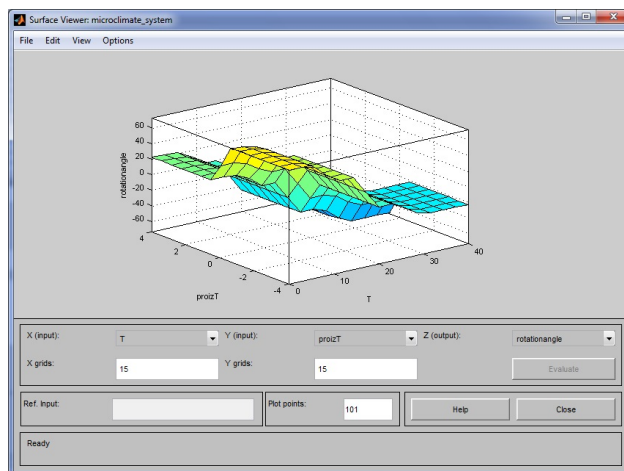 Surface Viewer: microclimate_system
File Edit View Options
60
40
20
0
-20
-40
-60
rotationangle
4
2
0
-2
-4
proizT
0
10
20
30
40
T
X (input): T Y (input): proizT Z (output): rotationangle
X grids: 15 Y grids: 15 Evaluate
Ref. Input: Plot points: 101 Help Close
Ready